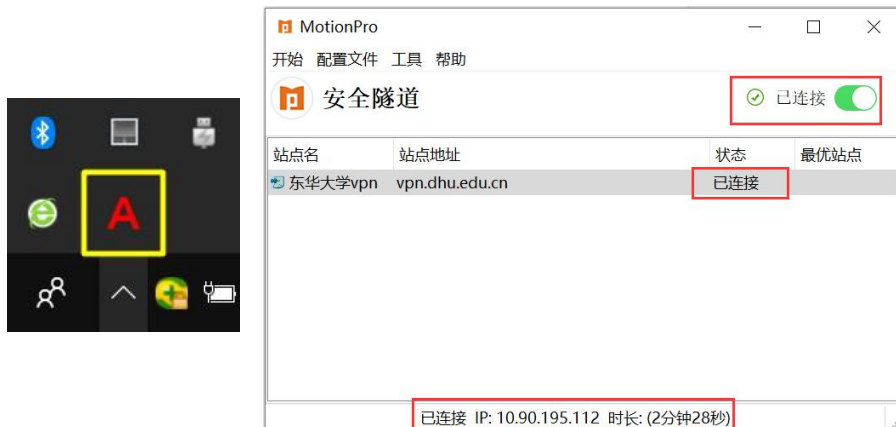 A
MotionPro
开始 配置文件 工具 帮助
安全隧道
已连接
站点名 站点地址 状态 最优站点
东华大学vpn vpn.dhu.edu.cn 已连接
已连接 IP: 10.90.195.112 时长: (2分钟28秒)